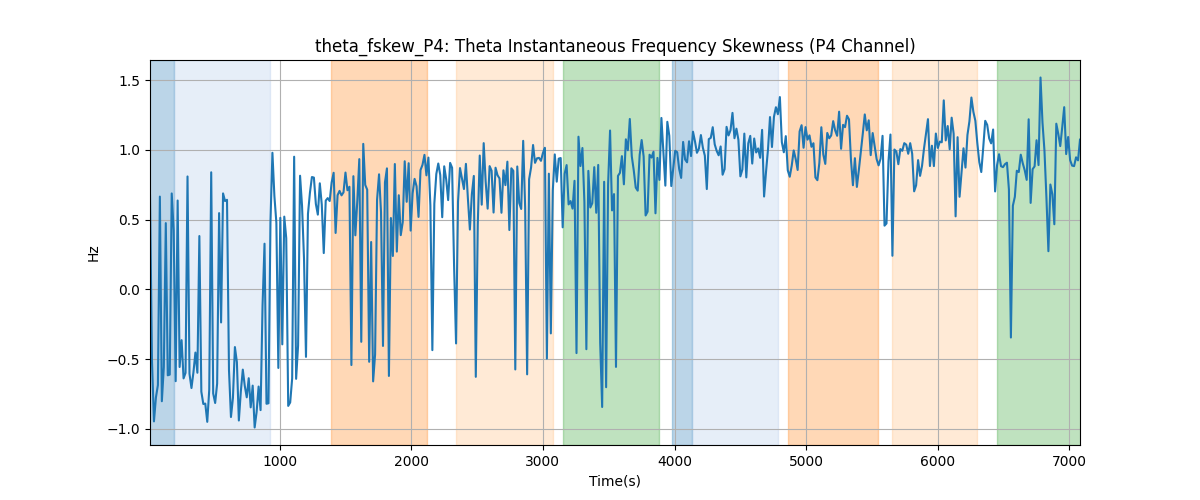 theta_fskew_P4: Theta Instantaneous Frequency Skewness (P4 Channel)
1.5
1.0
0.5
0.0
−0.5
−1.0
Hz
1000 2000 3000 4000 5000 6000 7000
Time(s)